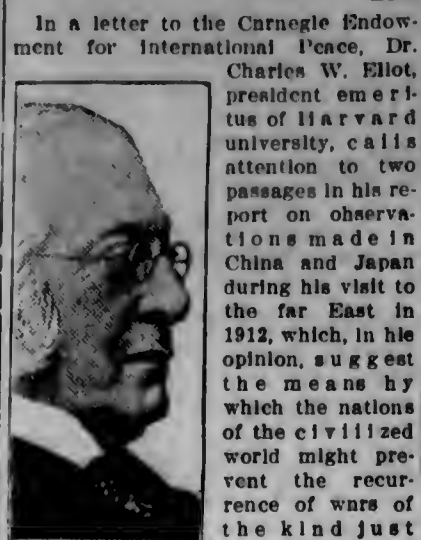 In a letter to the Carnegie Endow-
ment for International Peace, Dr.
Charles W. Eliot,
president emeri-
tus of Harvard
university, calls
attention to two
passages in his re-
port on observa-
tions made in
China and Japan
during his visit to
the far East in
1912, which, in his
opinion, suggest
the means by
which the nations
of the civilized
world might pre-
vent the recur-
rence of wars of
the kind just